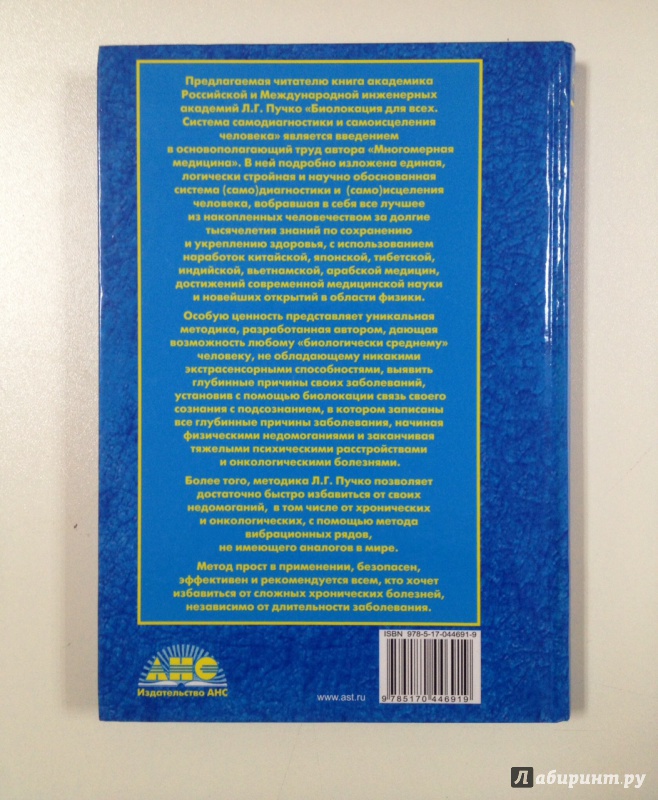 Предлагаемая читателю книга академика
Российской и Международной инженерных
академий Л.Г. Пучко «Биолокация для всех.
Система самодиагностики и самоисцеления
человека» является введением
в основополагающий труд автора «Многомерная
медицина». В ней подробно изложена единая,
логически стройная и научно обоснованная
система (само)диагностики и (само)исцеления
человека, вобравшая в себя все лучшее
из накопленных человечеством за долгие
тысячелетия знаний по сохранению
и укреплению здоровья, с использованием
наработок китайской, японской, тибетской,
индийской, вьетнамской, арабской медицин,
достижений современной медицинской науки
и новейших открытий в области физики.
Особую ценность представляет уникальная
методика, разработанная автором, дающая
возможность любому «биологически среднему»
человеку, не обладающему никакими
экстрасенсорными способностями, выявить
глубинные причины своих заболеваний,
установив с помощью биолокации связь своего
сознания с подсознанием, в котором записаны
все глубинные причины заболевания, начиная
физическими недомоганиями и заканчивая
тяжелыми психическими расстройствами
и онкологическими болезнями.
Более того, методика Л.Г. Пучко позволяет
достаточно быстро избавиться от своих
недомоганий, в том числе от хронических
и онкологических, с помощью метода
вибрационных рядов,
не имеющего аналогов в мире.
Метод прост в применении, безопасен,
эффективен и рекомендуется всем, кто хочет
избавиться от сложных хронических болезней,
независимо от длительности заболевания.
ISBN 978-5-17-044691-9
АНС
Издательство АНС
www.ast.ru
9 785170 446919
Лабиринт.ру